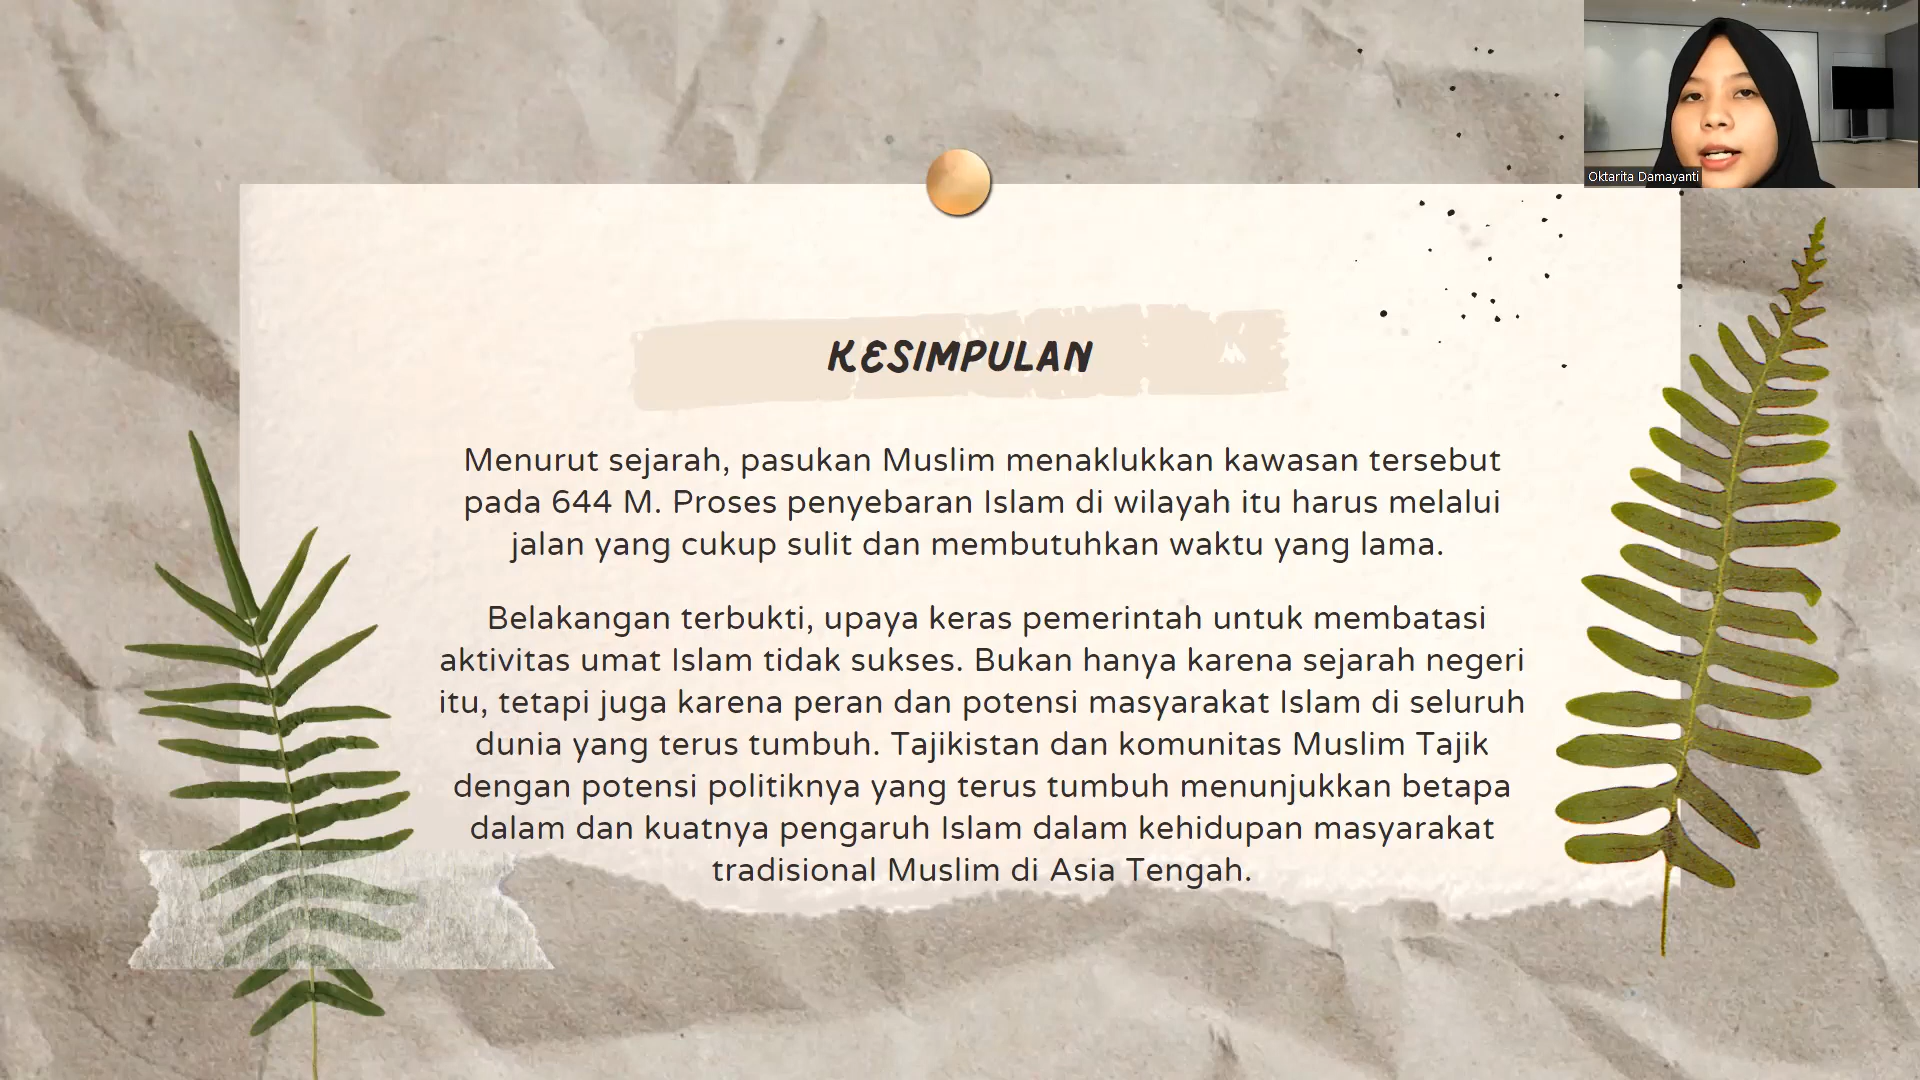 Oktarita Damayanti
KESIMPULAN
Menurut sejarah, pasukan Muslim menaklukkan kawasan tersebut
pada 644 M. Proses penyebaran Islam di wilayah itu harus melalui
jalan yang cukup sulit dan membutuhkan waktu yang lama.
Belakangan terbukti, upaya keras pemerintah untuk membatasi
aktivitas umat Islam tidak sukses. Bukan hanya karena sejarah negeri
itu, tetapi juga karena peran dan potensi masyarakat Islam di seluruh
dunia yang terus tumbuh. Tajikistan dan komunitas Muslim Tajik
dengan potensi politiknya yang terus tumbuh menunjukkan betapa
dalam dan kuatnya pengaruh Islam dalam kehidupan masyarakat
tradisional Muslim di Asia Tengah.